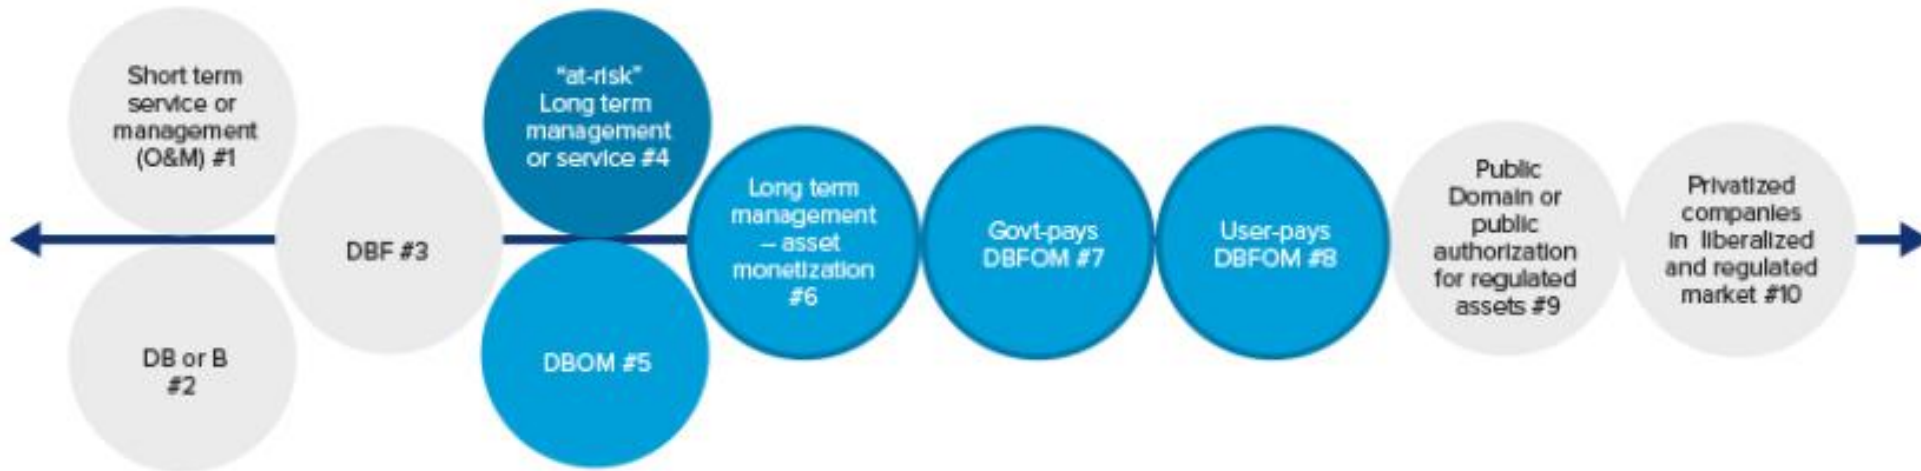 Short term
service or
management
(O&M) #1
DB or B
#2
DBF #3
"at-risk"
Long term
management
or service #4
DBOM #5
Long term
management
– asset
monetization
#6
Govt-pays
DBFOM #7
User-pays
DBFOM #8
Public
Domain or
public
authorization
for regulated
assets #9
Privatized
companies
in liberalized
and regulated
market #10